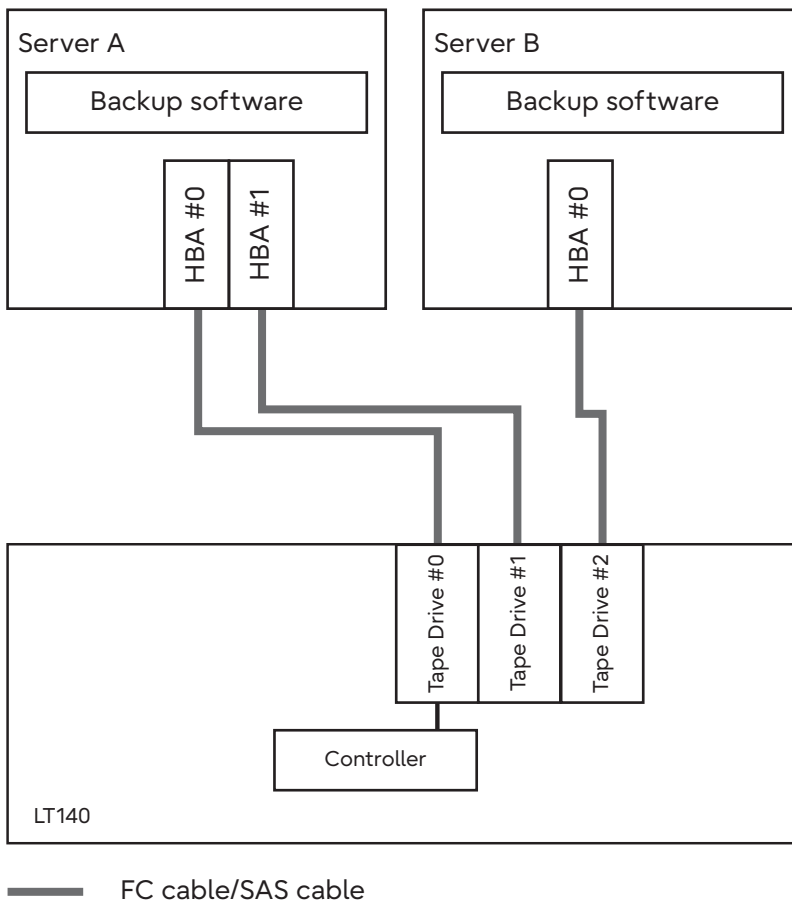 Server A
Server B
Backup software
Backup software
HBA #0
HBA #1
HBA #0
Tape Drive #0
Tape Drive #1
Tape Drive #2
Controller
LT140
FC cable/SAS cable